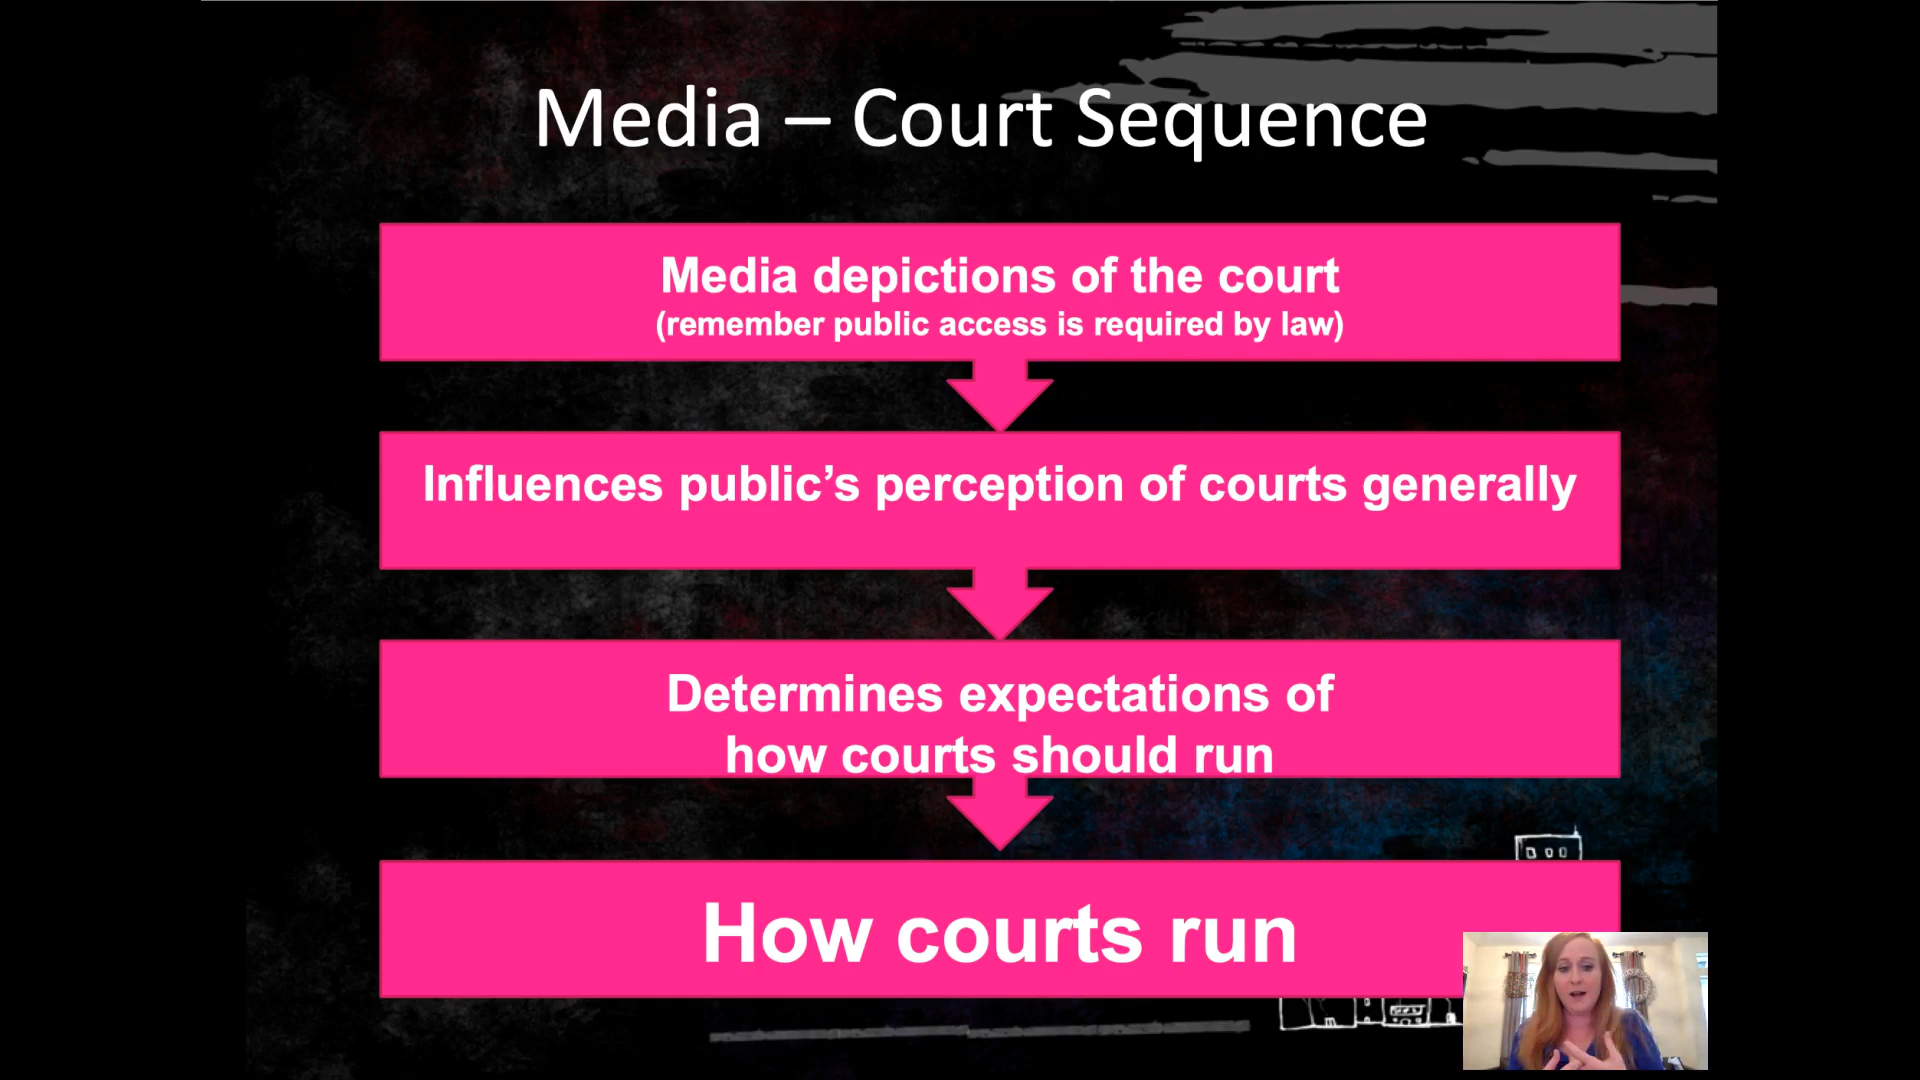 Media – Court Sequence
Media depictions of the court
(remember public access is required by law)
Influences public’s perception of courts generally
Determines expectations of
how courts should run
How courts run